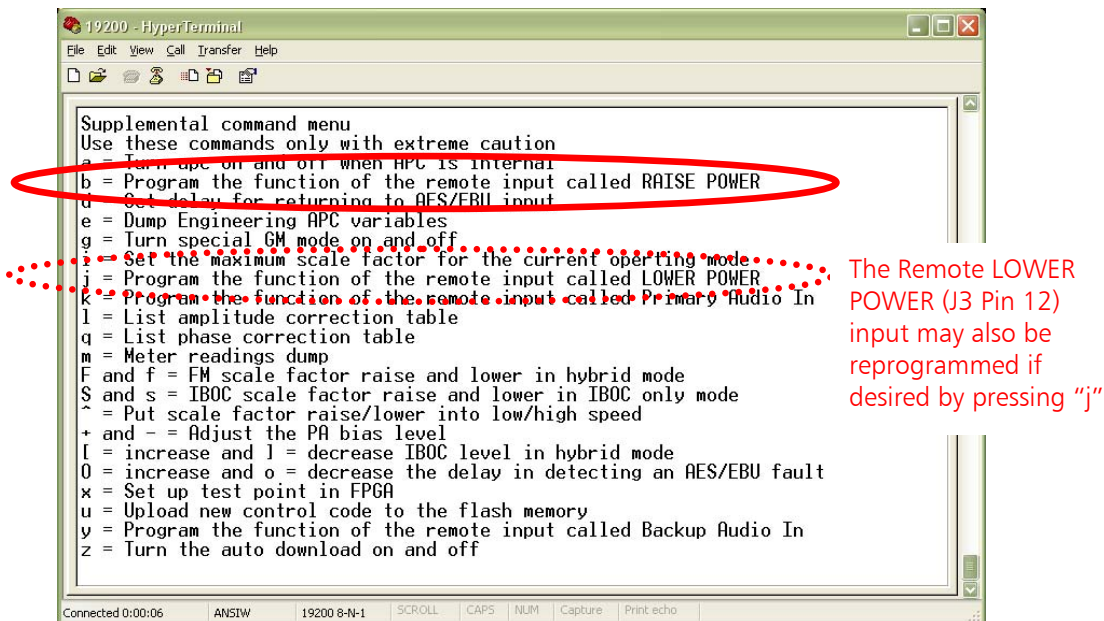 19200 - HyperTerminal
File Edit View Call Transfer Help
Supplemental command menu
Use these commands only with extreme caution
a = Turn apc on and off when APC is internal
b = Program the function of the remote input called RAISE POWER
d = Set delay for returning to AES/EBU input
e = Dump Engineering APC variables
g = Turn special GM mode on and off
i = Set the maximum scale factor for the current operting mode
j = Program the function of the remote input called LOWER POWER
k = Program the function of the remote input called Primary Audio In
l = List amplitude correction table
q = List phase correction table
m = Meter readings dump
F and f = FM scale factor raise and lower in hybrid mode
S and s = IBOC scale factor raise and lower in IBOC only mode
^ = Put scale factor raise/lower into low/high speed
+ and - = Adjust the PA bias level
[ = increase and ] = decrease IBOC level in hybrid mode
O = increase and o = decrease the delay in detecting an AES/EBU fault
x = Set up test point in FPGA
u = Upload new control code to the flash memory
y = Program the function of the remote input called Backup Audio In
z = Turn the auto download on and off
The Remote LOWER
POWER (J3 Pin 12)
input may also be
reprogrammed if
desired by pressing “j”
Connected 0:00:06 ANSIW 19200 8-N-1 SCROLL CAPS NUM Capture Print echo